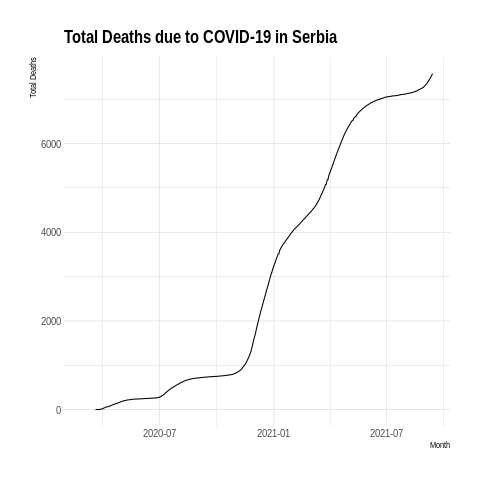 Total Deaths due to COVID-19 in Serbia
Total Deaths
6000
4000
2000
0
2020-07 2021-01 2021-07
Month